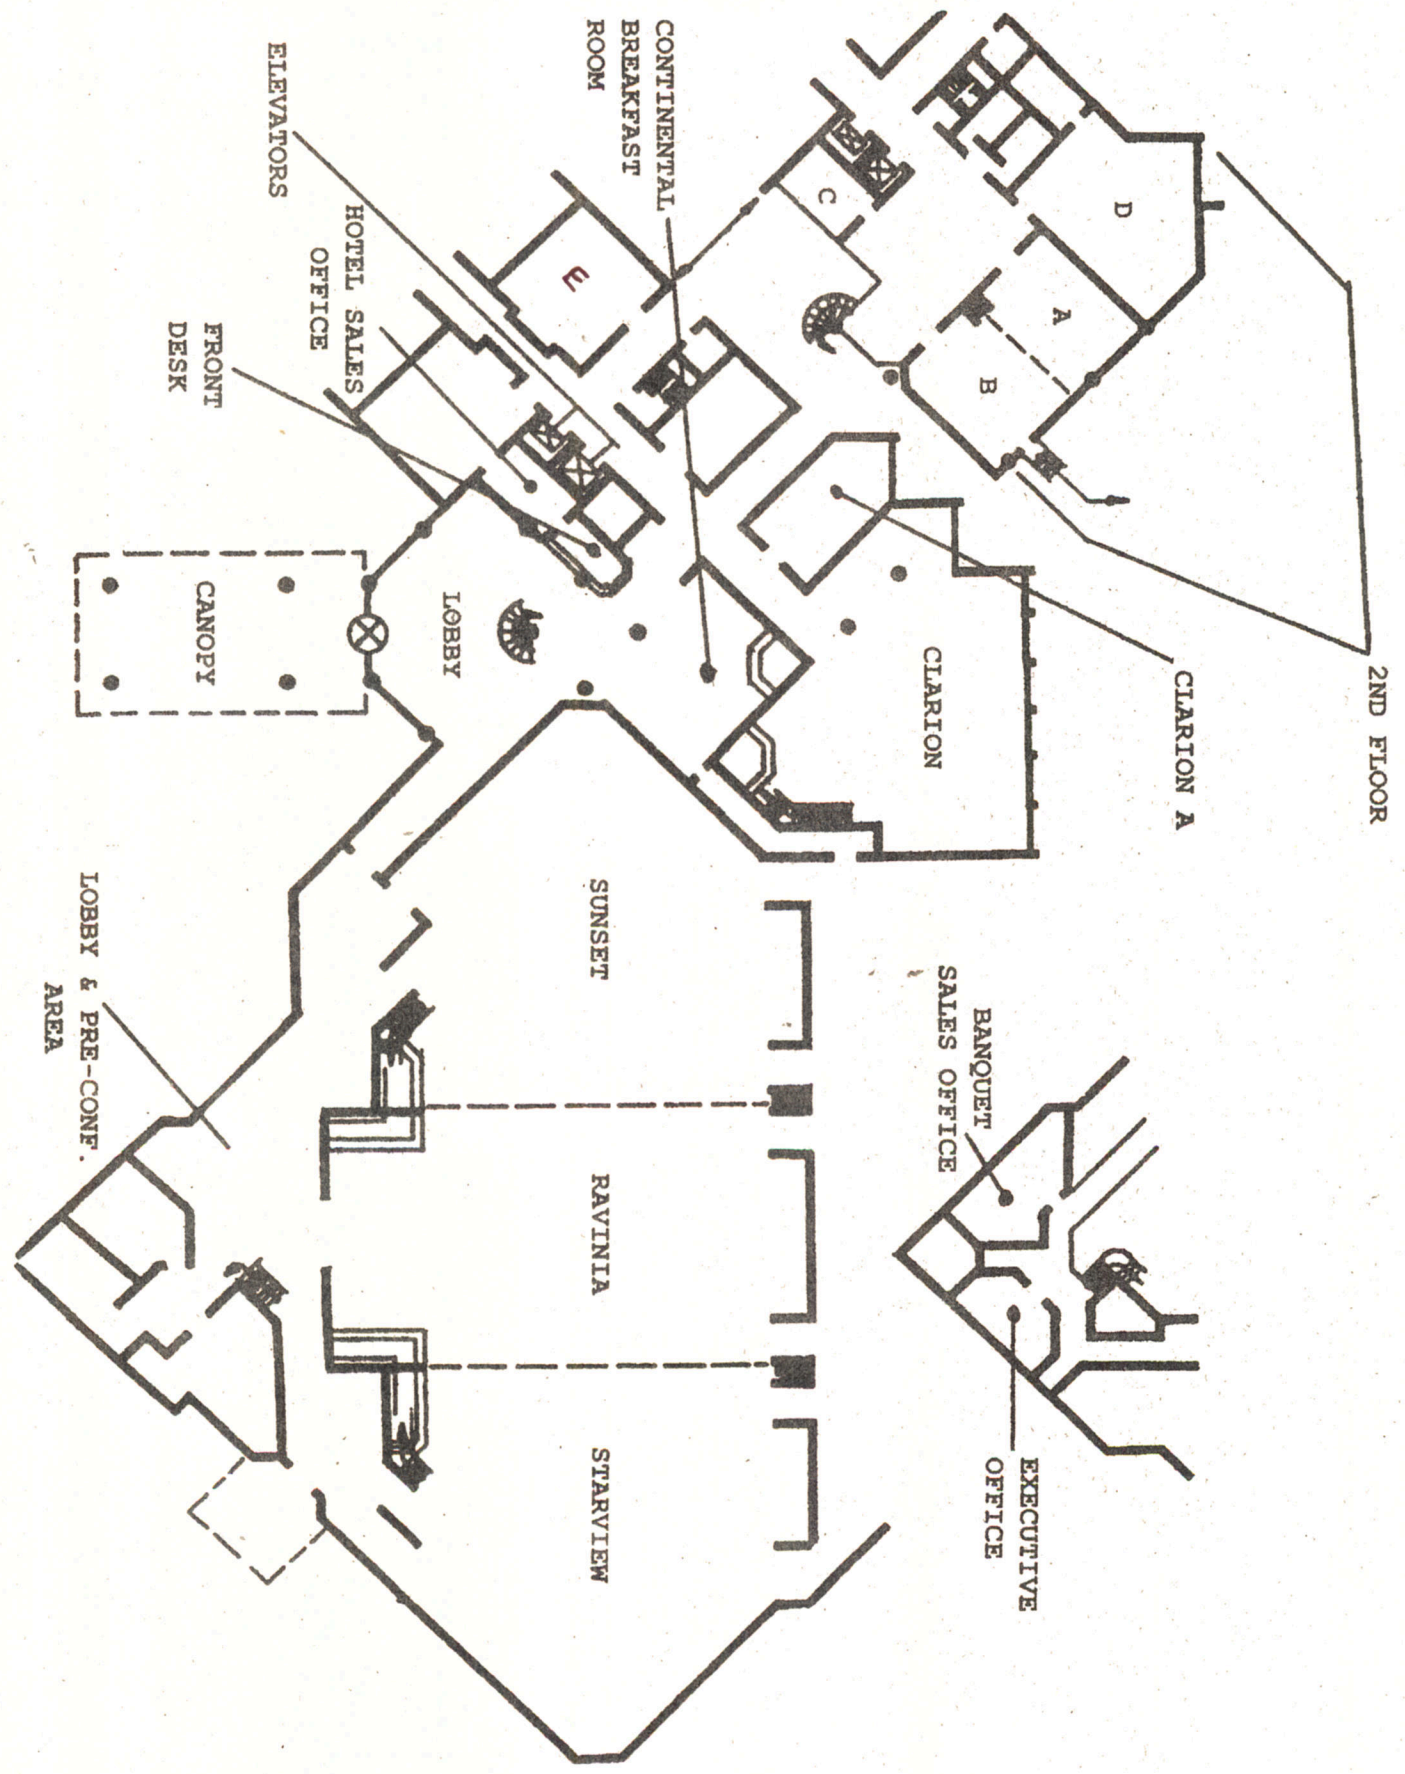 2ND FLOOR
CLARION A
D
A
B
C
CLARION
CONTINENTAL
BREAKFAST
ROOM
E
ELEVATORS
HOTEL SALES
OFFICE
FRONT
DESK
LOBBY
CANOPY
SUNSET
RAVINIA
STARVIEW
BANQUET
SALES OFFICE
EXECUTIVE
OFFICE
LOBBY & PRE-CONF.
AREA